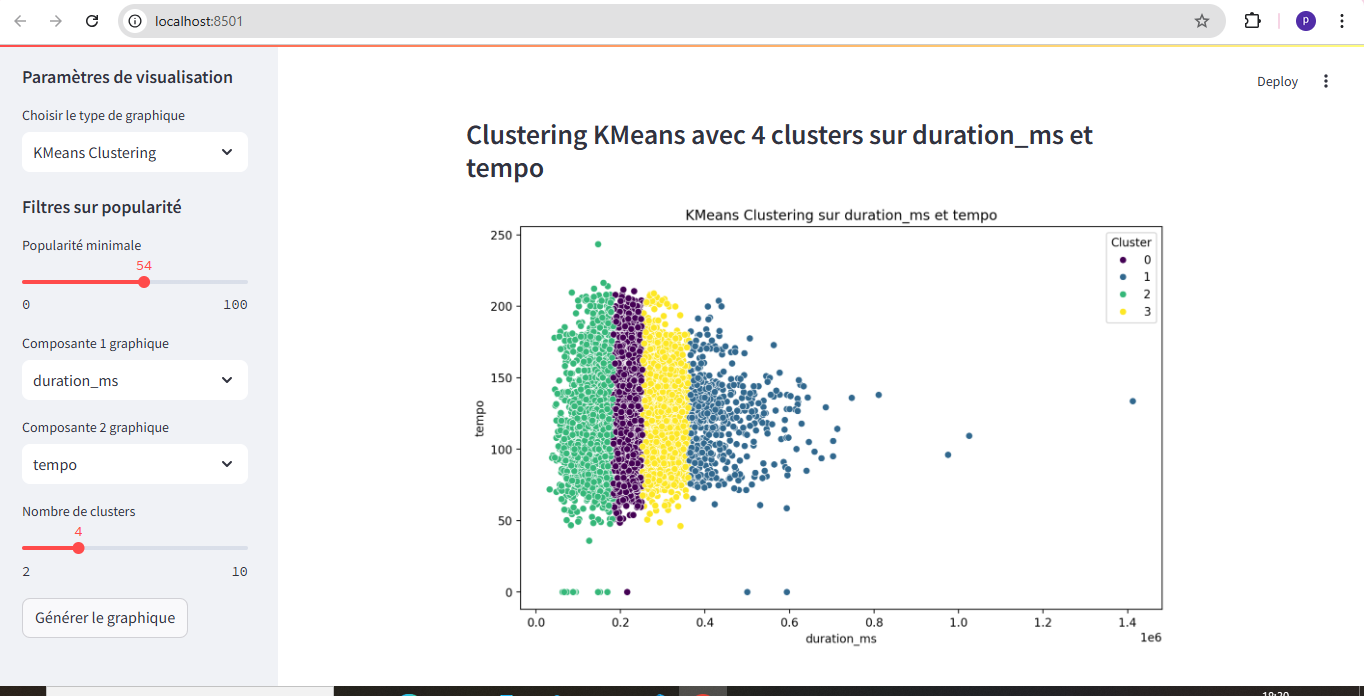 localhost:8501
p
Paramètres de visualisation
Choisir le type de graphique
KMeans Clustering
Filtres sur popularité
Popularité minimale
54
0 100
Composante 1 graphique
duration_ms
Composante 2 graphique
tempo
Nombre de clusters
4
2 10
Générer le graphique
Deploy
Clustering KMeans avec 4 clusters sur duration_ms et
tempo
KMeans Clustering sur duration_ms et tempo
Cluster
0
1
2
3
250
200
150
100
50
0
tempo
0.0 0.2 0.4 0.6 0.8 1.0 1.2 1.4
1e6
duration_ms